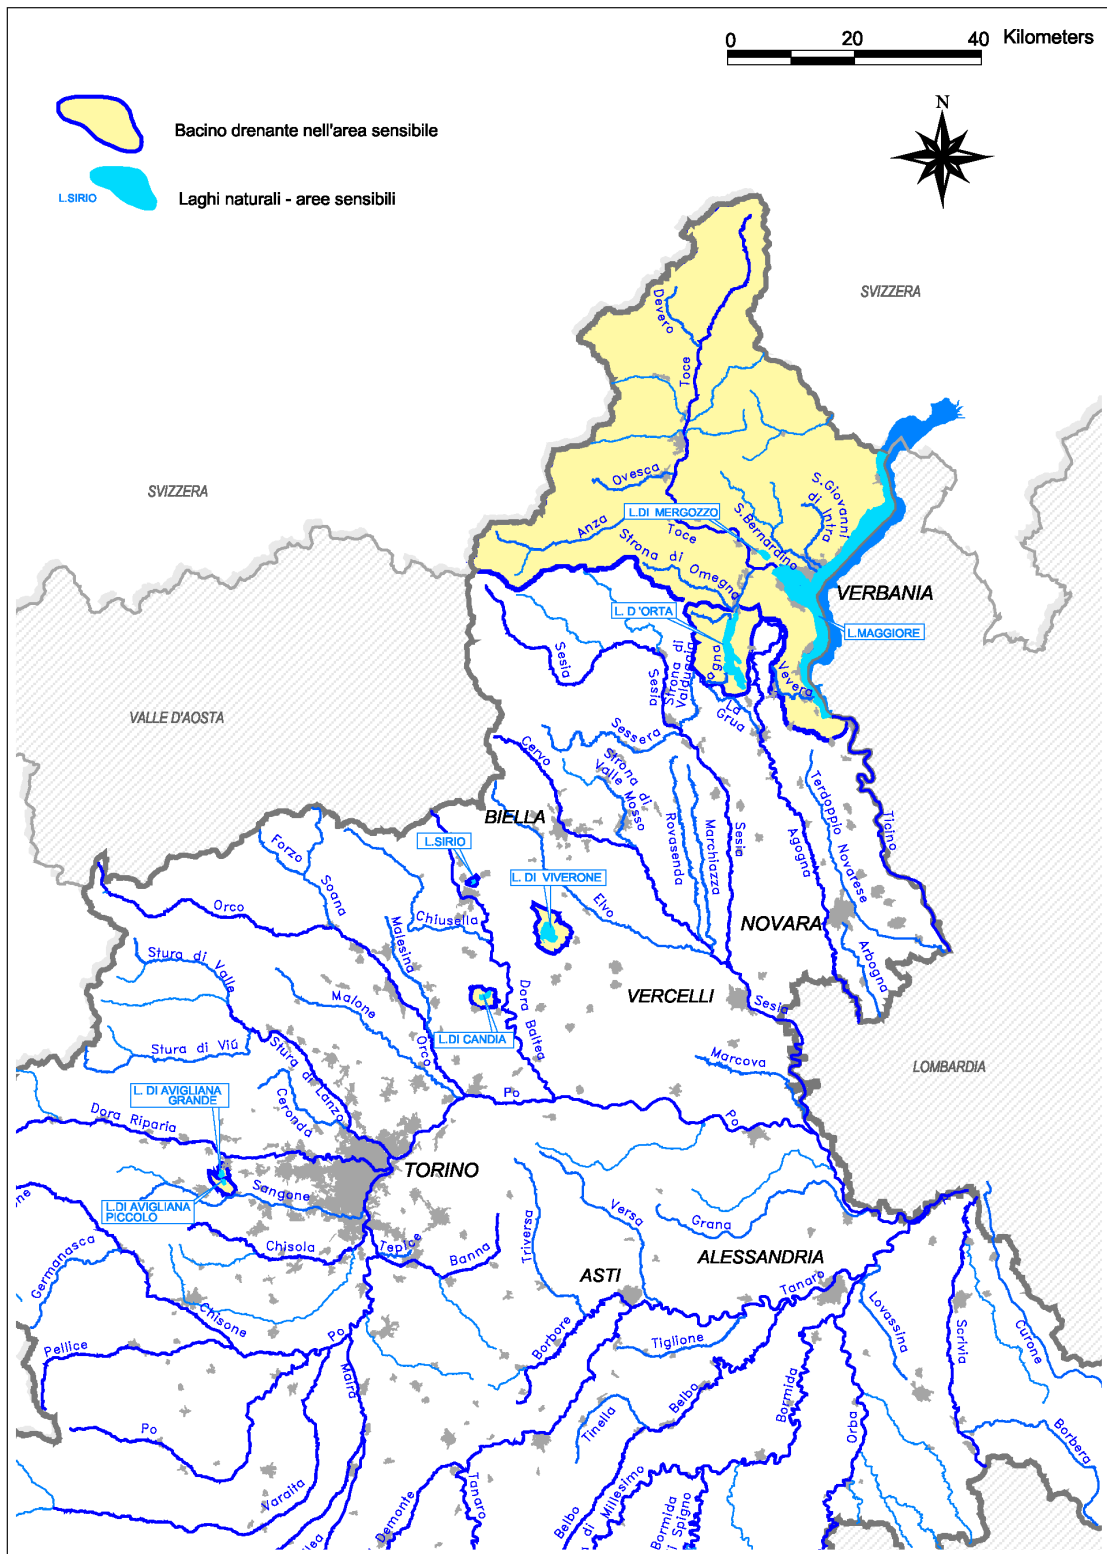 0 20 40 Kilometers
N
Bacino drenante nell'area sensibile
L.SIRIO
Laghi naturali - aree sensibili
SVIZZERA
Devero
Toce
SVIZZERA
Ovesca
S.Giovanni
di Intra
L.DI MERGOZZO
S.Bernardino
Anza
Toce
Strona di Omegna
VERBANIA
L. D'ORTA
L.MAGGIORE
Sesia
Sesia
Strona di
Valduggia
Vevera
VALLE D'AOSTA
La
Grua
Sessera
Cervo
Strona di
Valle Mosso
Terdoppio Novarese
Ticino
BIELLA
Rovasenda
Marchiazza
Sesia
Agogna
L.SIRIO
Forzo
Soana
L. DI VIVERONE
Orco
Chiusella
Elvo
Malesina
NOVARA
Arbogna
Stura di Valle
Malone
Dora Baltea
VERCELLI
Sesia
Stura di Viú
Stura di Lanzo
Orco
L.DI CANDIA
Marcova
LOMBARDIA
L. DI AVIGLIANA
GRANDE
Ceronda
Po
Dora Riparia
Po
TORINO
Sangone
L.DI AVIGLIANA
PICCOLO
Versa
Grana
Triversa
Chisola
Tepice
Banna
Germanasca
ALESSANDRIA
ASTI
Tanaro
Chisone
Lovassina
Scrivia
Curone
Pellice
Po
Borbore
Tiglione
Maira
Belbo
Bormida
Orba
Po
Tinella
Borbera
Varaita
Demonte
Tanaro
Belbo
di Millesimo
Bormida
di Spigno